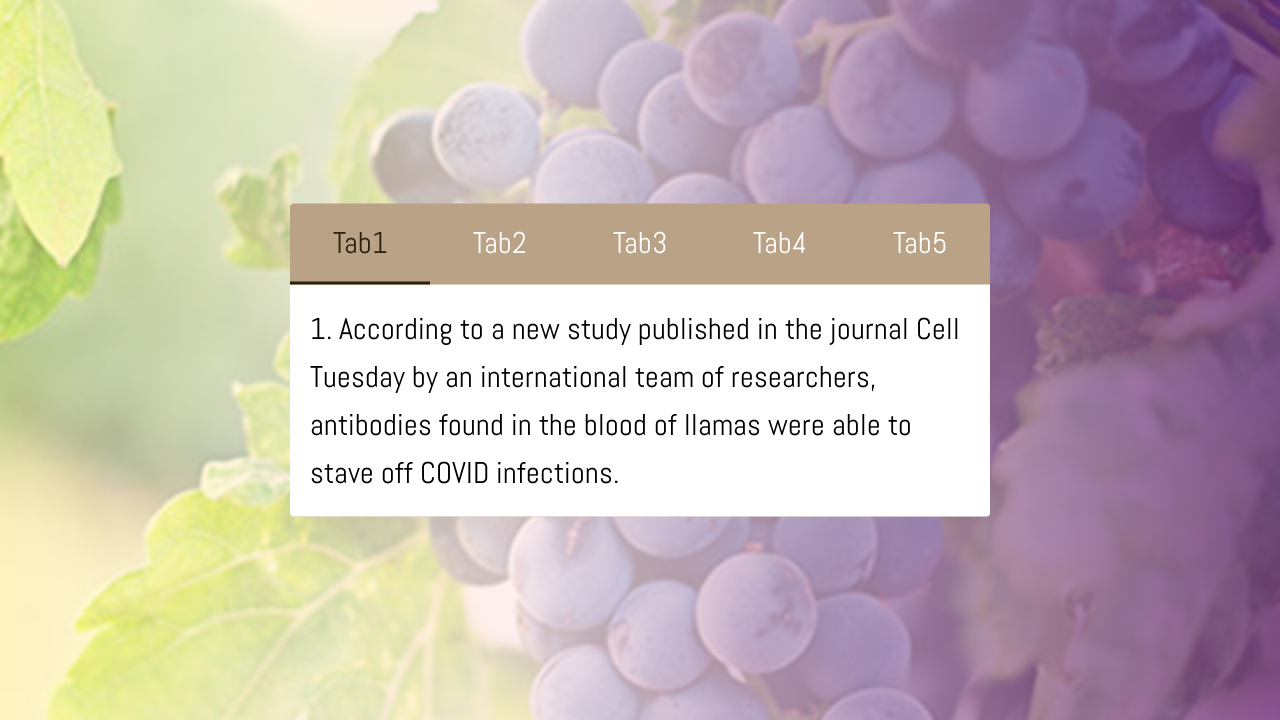 Tab1 Tab2 Tab3 Tab4 Tab5
1. According to a new study published in the journal Cell
Tuesday by an international team of researchers,
antibodies found in the blood of llamas were able to
stave off COVID infections.